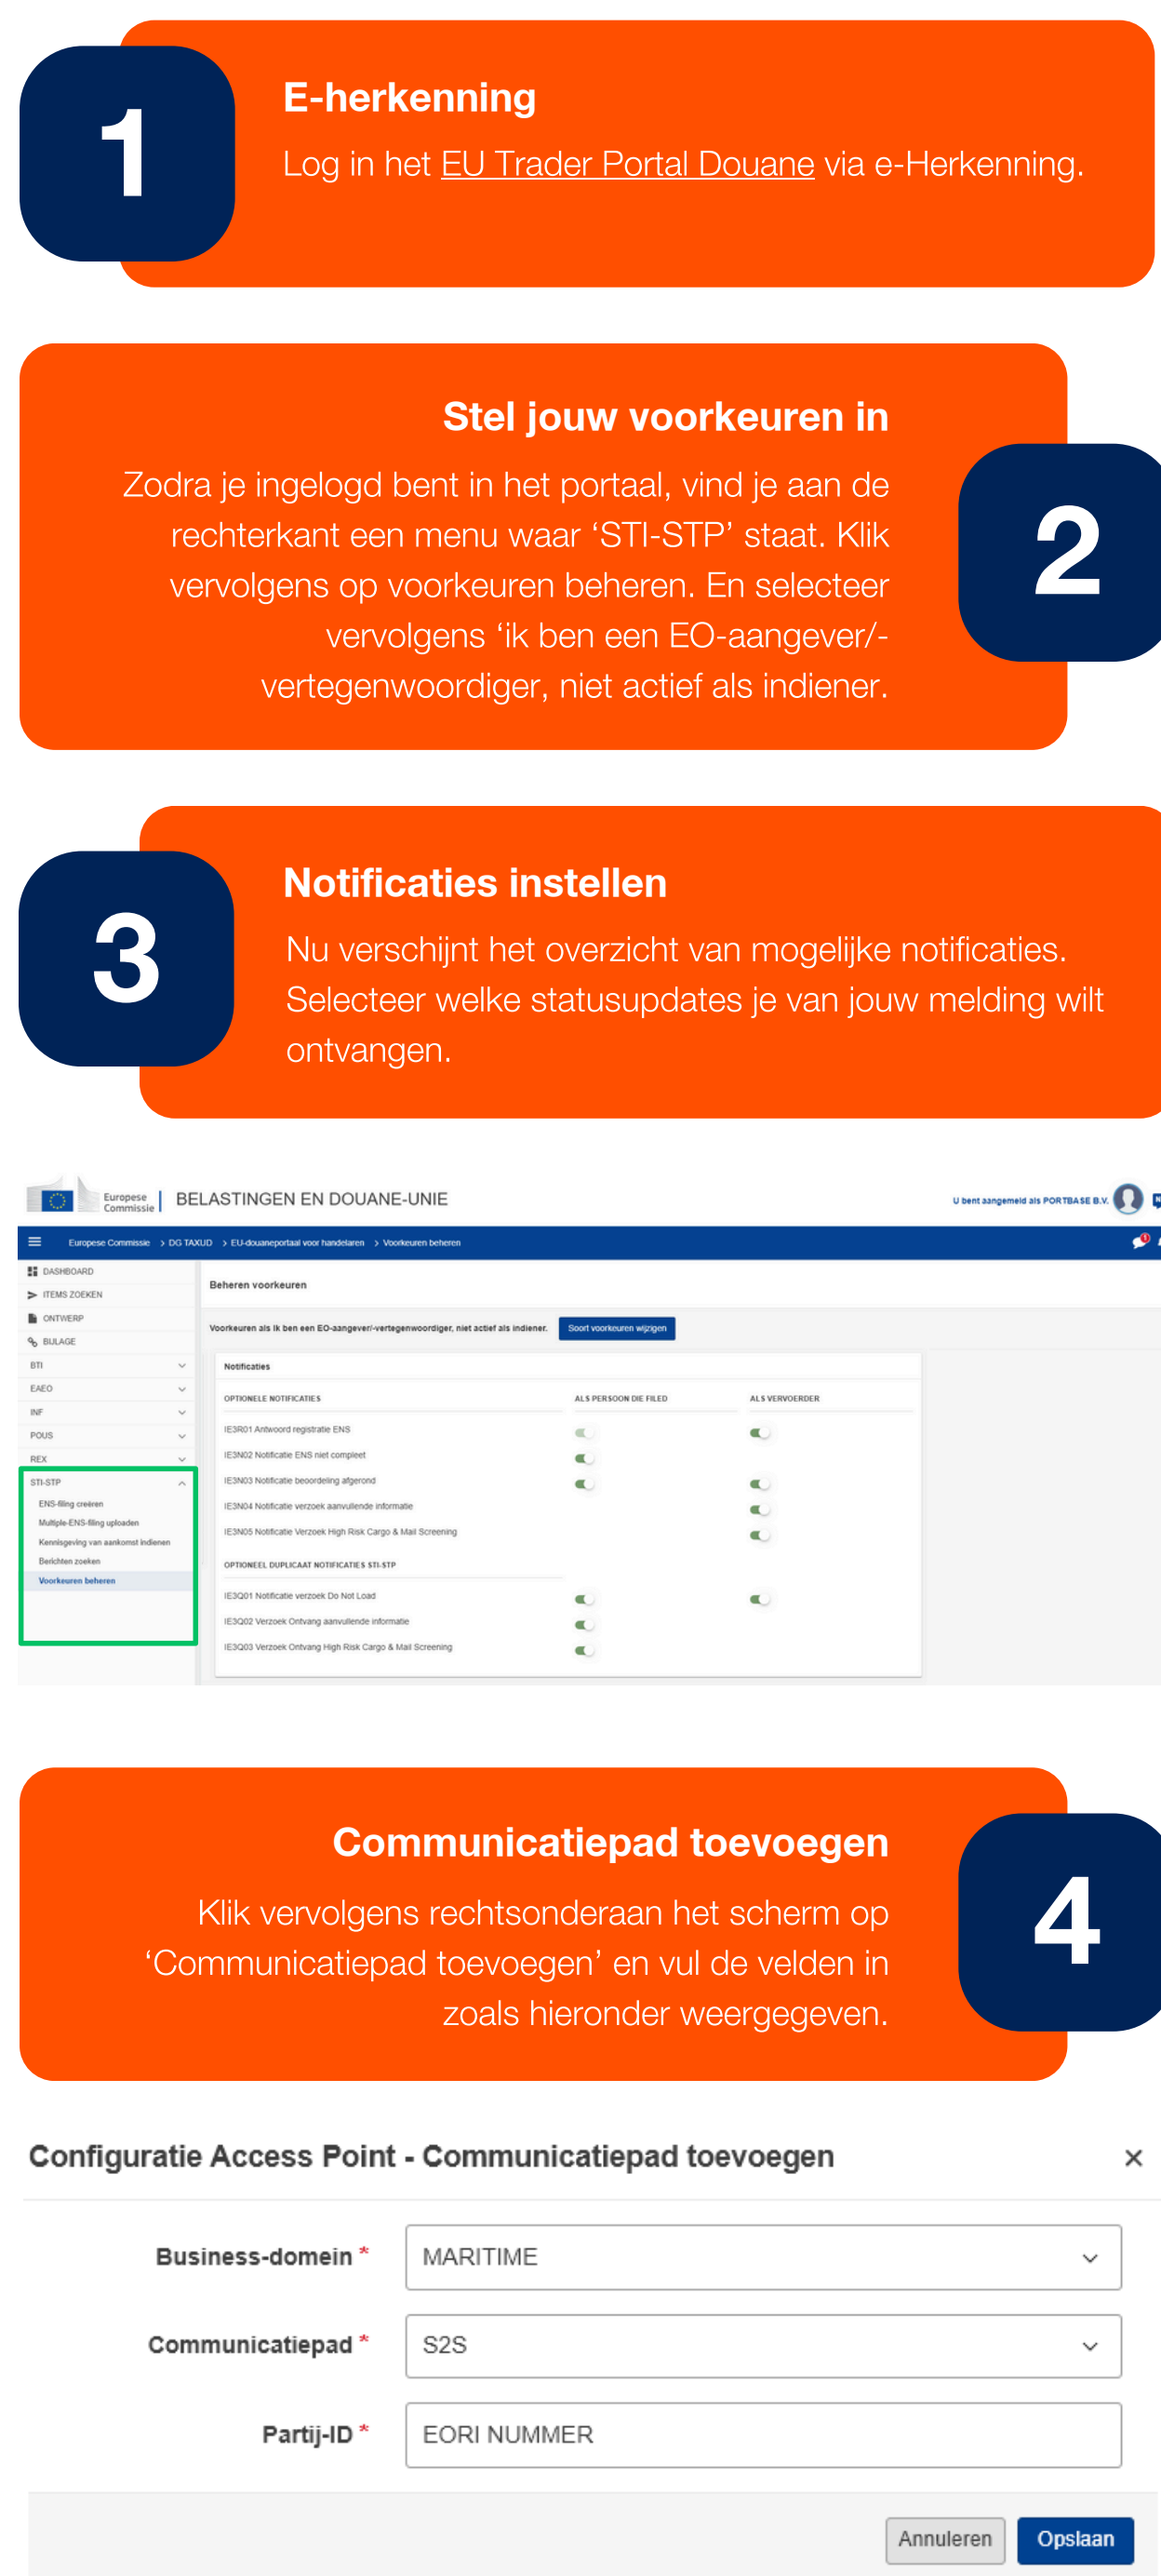 1
E-herkenning
Log in het EU Trader Portal Douane via e-Herkenning.
Stel jouw voorkeuren in
Zodra je ingelogd bent in het portaal, vind je aan de
rechterkant een menu waar ‘STI-STP’ staat. Klik
vervolgens op voorkeuren beheren. En selecteer
vervolgens ‘ik ben een EO-aangever/-
vertegenwoordiger, niet actief als indiener.
2
3
Notificaties instellen
Nu verschijnt het overzicht van mogelijke notificaties.
Selecteer welke statusupdates je van jouw melding wilt
ontvangen.
Europese
Commissie
BELASTINGEN EN DOUANE-UNIE
U bent aangemeld als PORTBASE B.V.
Europese Commissie > DG TAXUD > EU-douaneportaal voor handelaren > Voorkeuren beheren
DASHBOARD
ITEMS ZOEKEN
ONTWERP
BIJLAGE
BTI
EAEO
INF
POUS
REX
STI-STP
ENS-filing creëren
Multiple-ENS-filing uploaden
Kennisgeving van aankomst indienen
Berichten zoeken
Voorkeuren beheren
Beheren voorkeuren
Voorkeuren als Ik ben een EO-aangever/-vertegenwoordiger, niet actief als indiener. Soort voorkeuren wijzigen
Notificaties
OPTIONELE NOTIFICATIES ALS PERSOON DIE FILED ALS VERVOERDER
IE3R01 Antwoord registratie ENS
IE3N02 Notificatie ENS niet compleet
IE3N03 Notificatie beoordeling afgerond
IE3N04 Notificatie verzoek aanvullende informatie
IE3N05 Notificatie Verzoek High Risk Cargo & Mail Screening
OPTIONEEL DUPLICAAT NOTIFICATIES STI-STP
IE3Q01 Notificatie verzoek Do Not Load
IE3Q02 Verzoek Ontvang aanvullende informatie
IE3Q03 Verzoek Ontvang High Risk Cargo & Mail Screening
Communicatiepad toevoegen
Klik vervolgens rechtsonderaan het scherm op
‘Communicatiepad toevoegen’ en vul de velden in
zoals hieronder weergegeven.
4
Configuratie Access Point - Communicatiepad toevoegen ×
Business-domein * MARITIME
Communicatiepad * S2S
Partij-ID * EORI NUMMER
Annuleren Opslaan